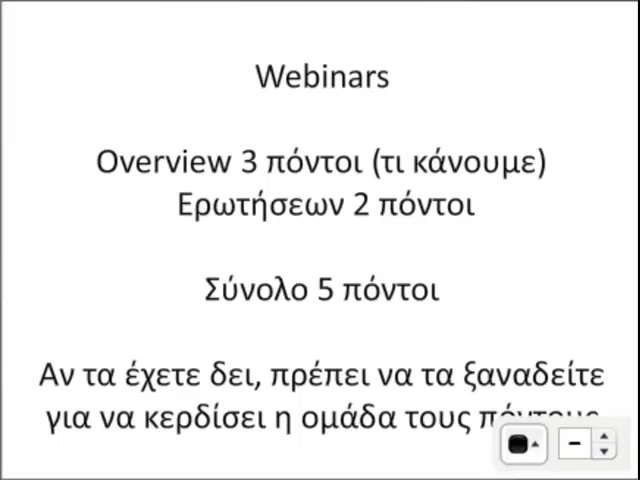 Webinars
Overview 3 πόντοι (τι κάνουμε)
Ερωτήσεων 2 πόντοι
Σύνολο 5 πόντοι
Αν τα έχετε δει, πρέπει να τα ξαναδείτε
για να κερδίσει η ομάδα τους πόντους